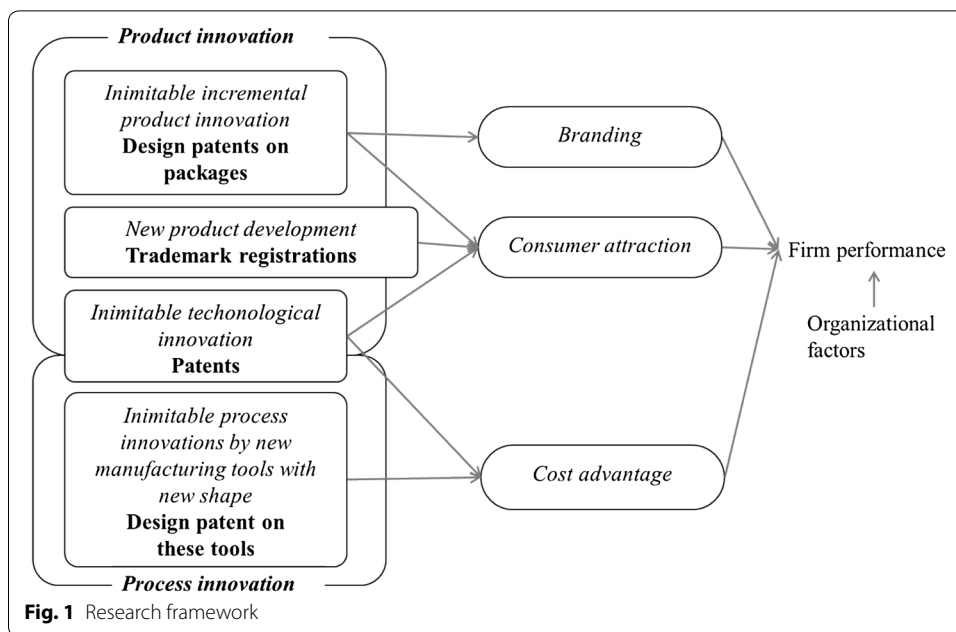 Product innovation
Inimitable incremental
product innovation
Design patents on
packages
New product development
Trademark registrations
Inimitable techonological
innovation
Patents
Inimitable process
innovations by new
manufacturing tools with
new shape
Design patent on
these tools
Process innovation
Branding
Consumer attraction
Cost advantage
Firm performance
Organizational
factors
Fig. 1 Research framework